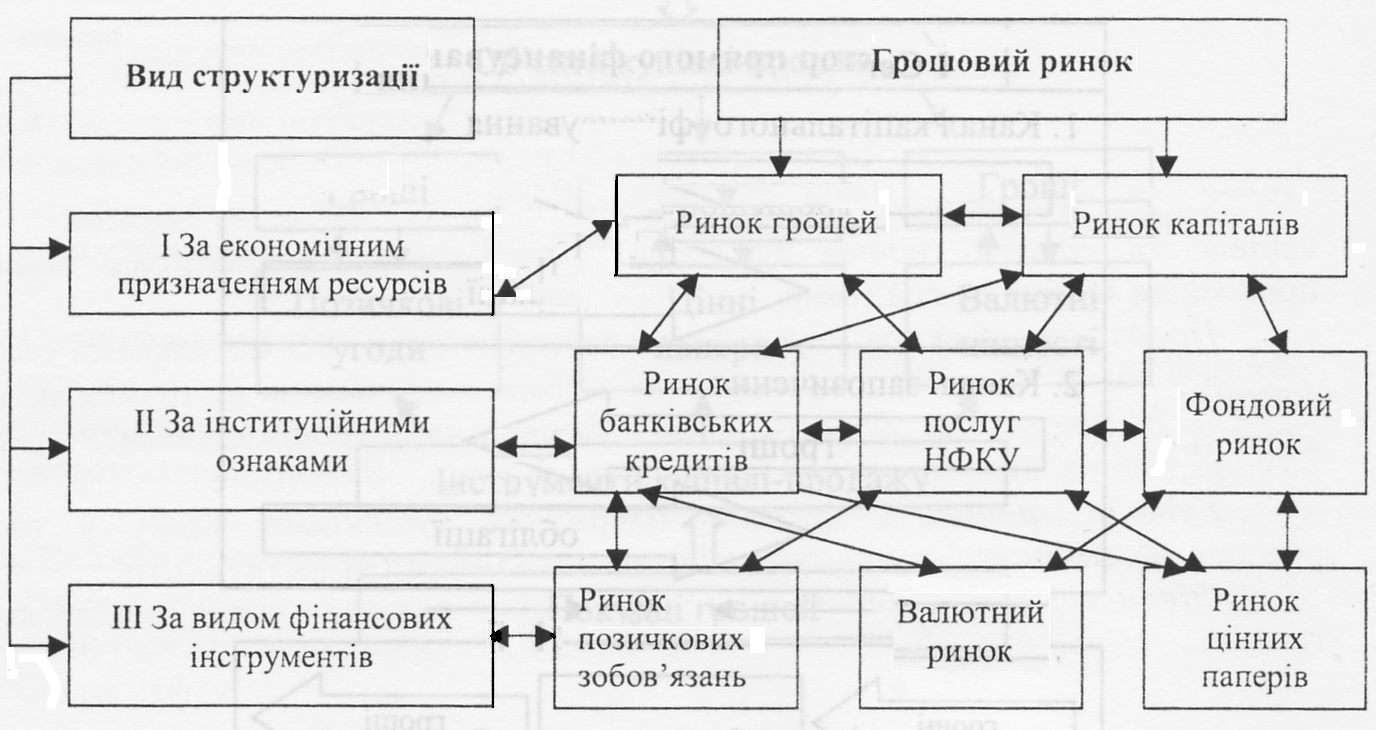 Вид структуризації
Грошовий ринок
Ринок грошей
Ринок капіталів
I За економічним
призначенням ресурсів
Ринок
банківських
кредитів
Ринок
послуг
НФКУ
Фондовий
ринок
II За інституційними
ознаками
Ринок
позичкових
зобов’язань
Валютний
ринок
Ринок
цінних
паперів
III За видом фінансових
інструментів